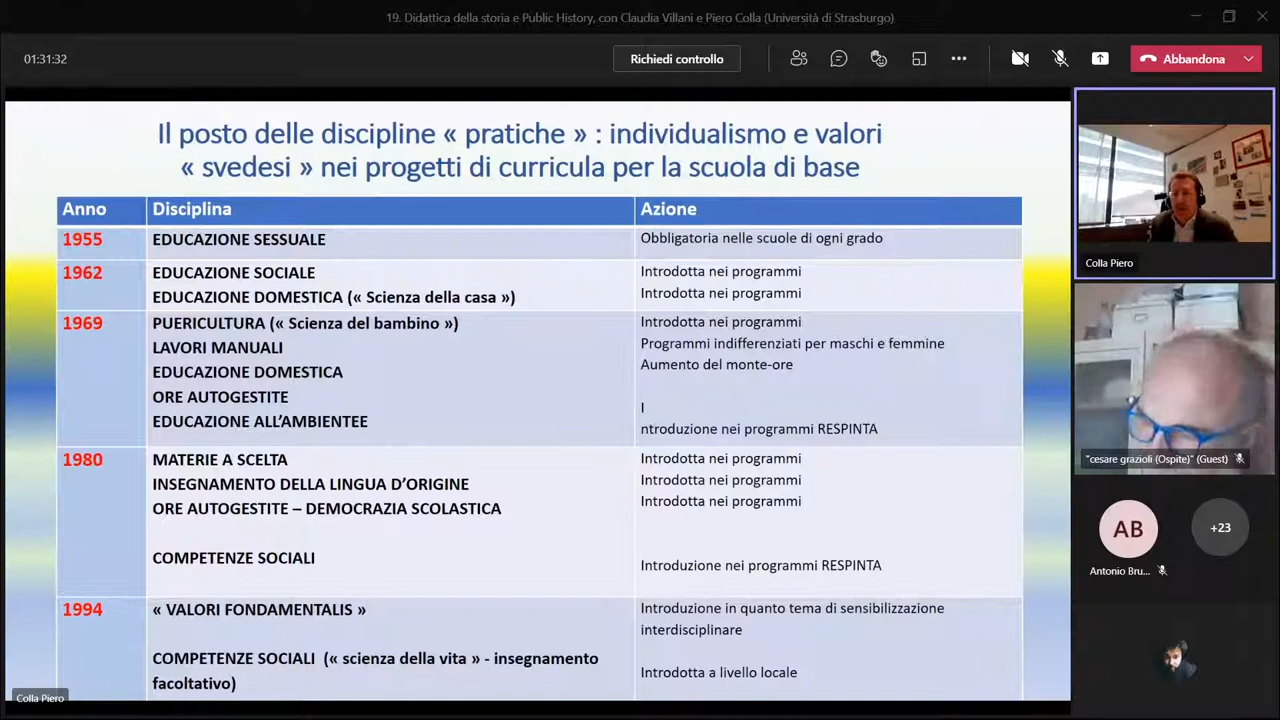 19. Didattica della storia e Public History, con Claudia Villani e Piero Colla (Università di Strasburgo)
01:31:32
Richiedi controllo
Abbandona
Il posto delle discipline « pratiche » : individualismo e valori
« svedesi » nei progetti di curricula per la scuola di base
Anno Disciplina Azione
1955 EDUCAZIONE SESSUALE Obbligatoria nelle scuole di ogni grado
1962 EDUCAZIONE SOCIALE Introdotta nei programmi
EDUCAZIONE DOMESTICA (« Scienza della casa ») Introdotta nei programmi
1969 PUERICULTURA (« Scienza del bambino ») Introdotta nei programmi
LAVORI MANUALI Programmi indifferenziati per maschi e femmine
EDUCAZIONE DOMESTICA Aumento del monte-ore
ORE AUTOGESTITE I
EDUCAZIONE ALL'AMBIENTEE ntroduzione nei programmi RESPINTA
1980 MATERIE A SCELTA Introdotta nei programmi
INSEGNAMENTO DELLA LINGUA D'ORIGINE Introdotta nei programmi
ORE AUTOGESTITE – DEMOCRAZIA SCOLASTICA Introdotta nei programmi
COMPETENZE SOCIALI Introduzione nei programmi RESPINTA
1994 « VALORI FONDAMENTALIS » Introduzione in quanto tema di sensibilizzazione
interdisciplinare
COMPETENZE SOCIALI (« scienza della vita » - insegnamento
facoltativo) Introdotta a livello locale
Colla Piero
Colla Piero
"cesare grazioli (Ospite)" (Guest)
AB
+23
Antonio Bru...